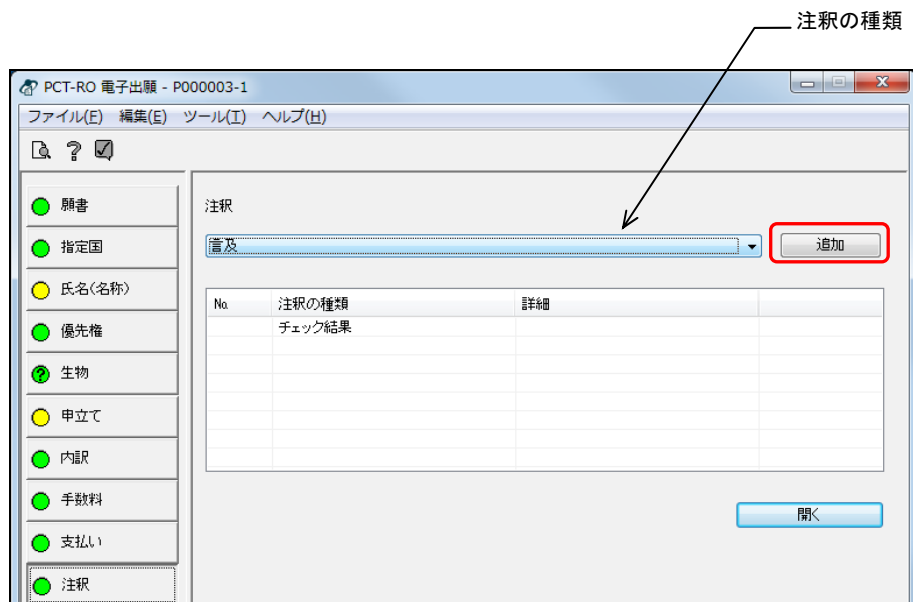 注釈の種類
PCT-RO 電子出願 - P000003-1
ファイル(F) 編集(E) ツール(T) ヘルプ(H)
願書
指定国
氏名(名称)
優先権
生物
申立て
内訳
手数料
支払い
注釈
注釈
言及
追加
No. 注釈の種類 詳細
チェック結果
開く